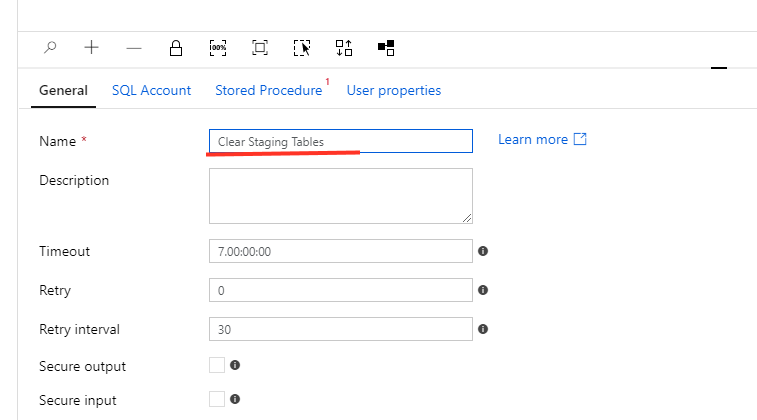 100%
General SQL Account Stored Procedure 1 User properties
Name * Clear Staging Tables Learn more
Description
Timeout 7.00:00:00
Retry 0
Retry interval 30
Secure output
Secure input